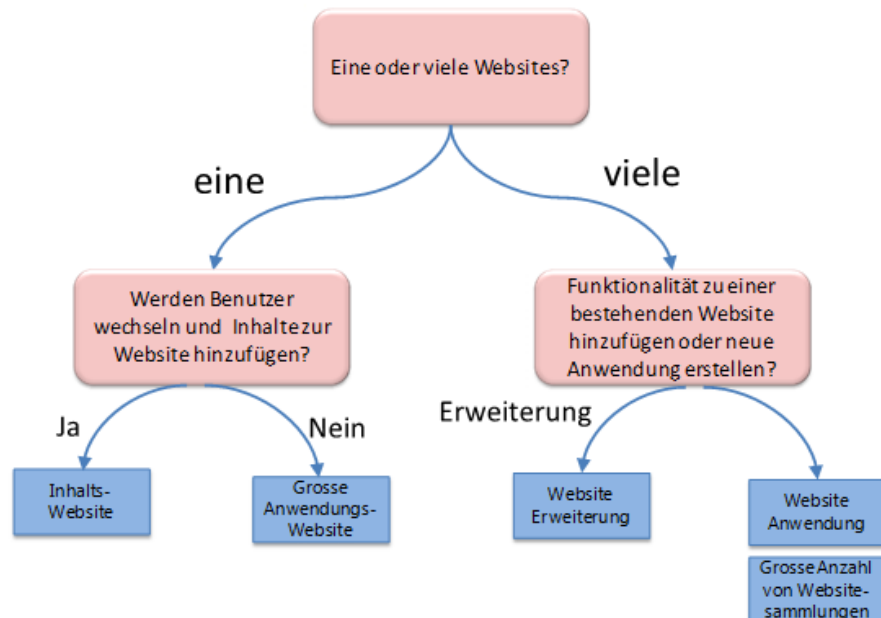 Eine oder viele Websites?
eine
viele
Werden Benutzer
wechseln und Inhalte zur
Website hinzufügen?
Funktionalität zu einer
bestehenden Website
hinzufügen oder neue
Anwendung erstellen?
Ja
Nein
Erweiterung
Inhalts-
Website
Grosse
Anwendungs-
Website
Website
Erweiterung
Website
Anwendung
Grosse Anzahl
von Website-
sammlungen